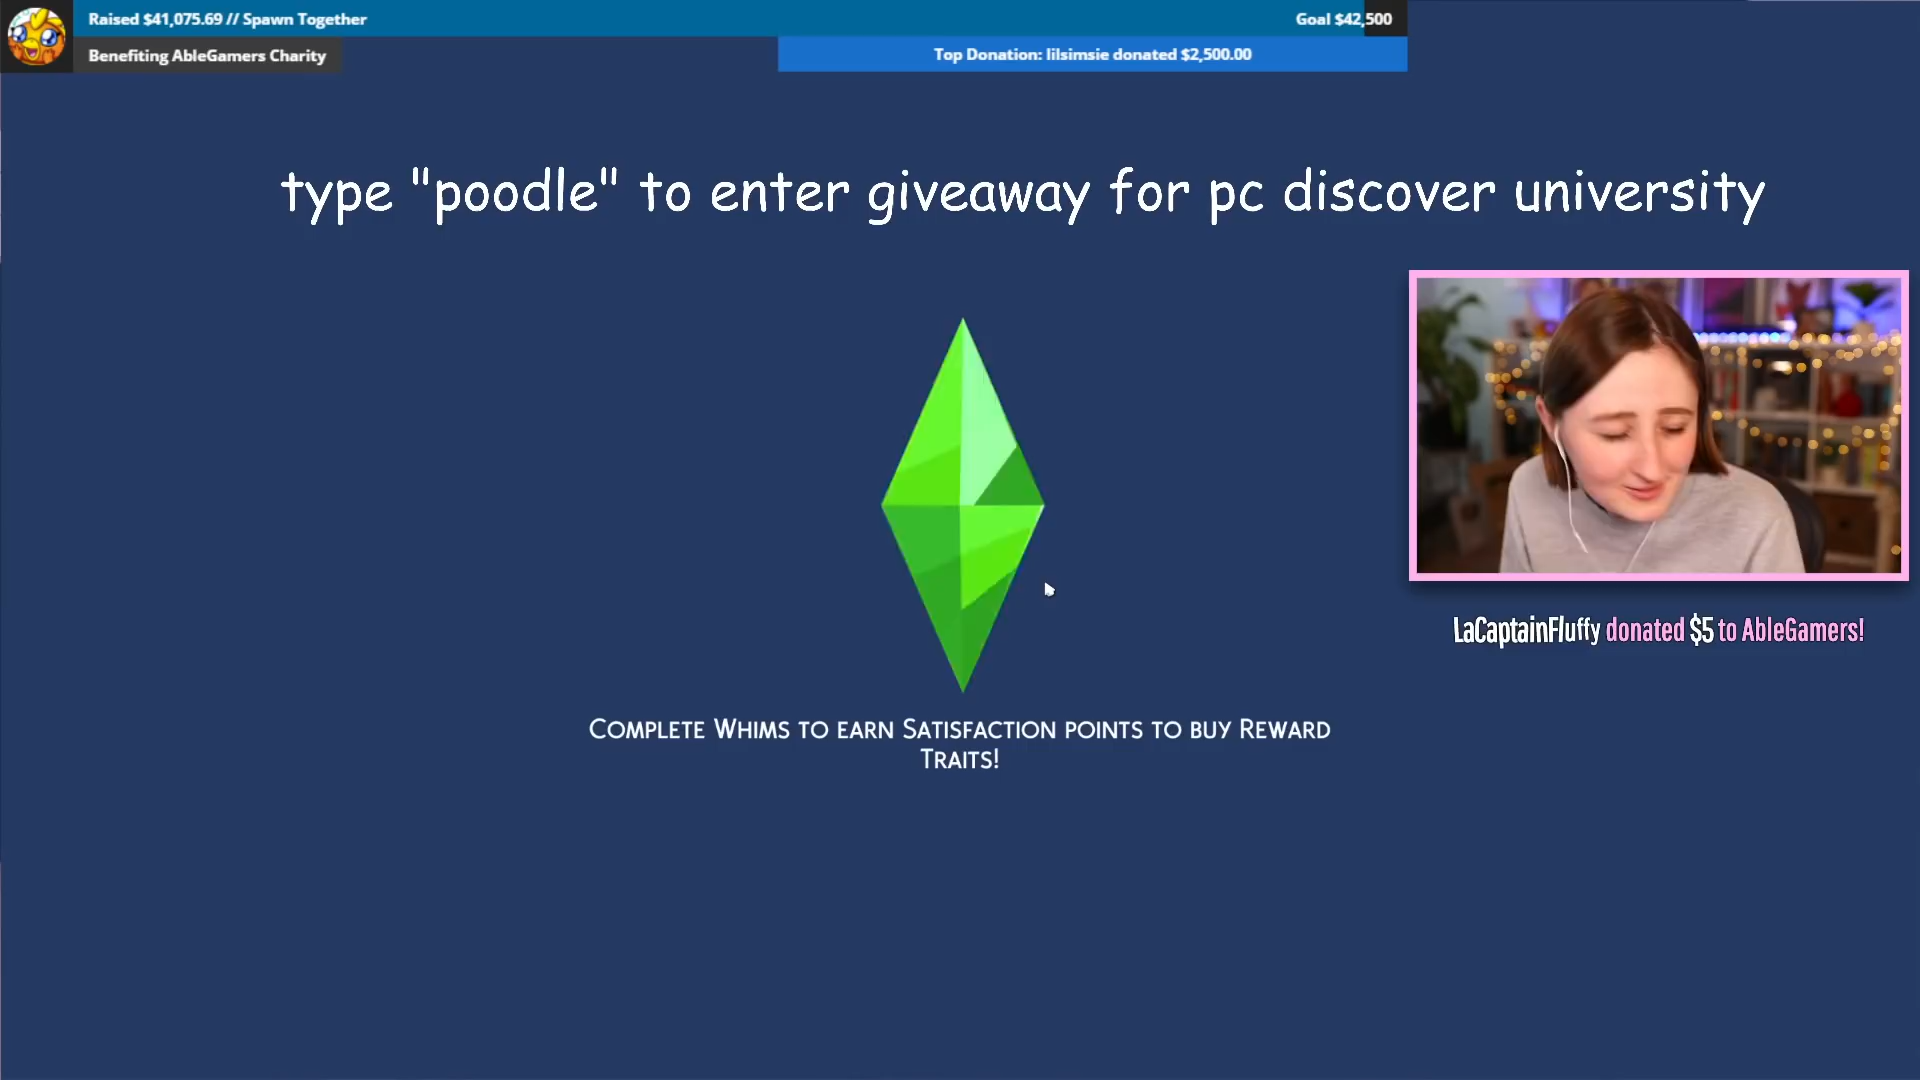 Raised $41,075.69 // Spawn Together
Goal $42,500
Benefiting AbleGamers Charity
Top Donation: lilsimsie donated $2,500.00
type "poodle" to enter giveaway for pc discover university
LaCaptainFluffy donated $5 to AbleGamers!
COMPLETE WHIMS TO EARN SATISFACTION POINTS TO BUY REWARD
TRAITS!